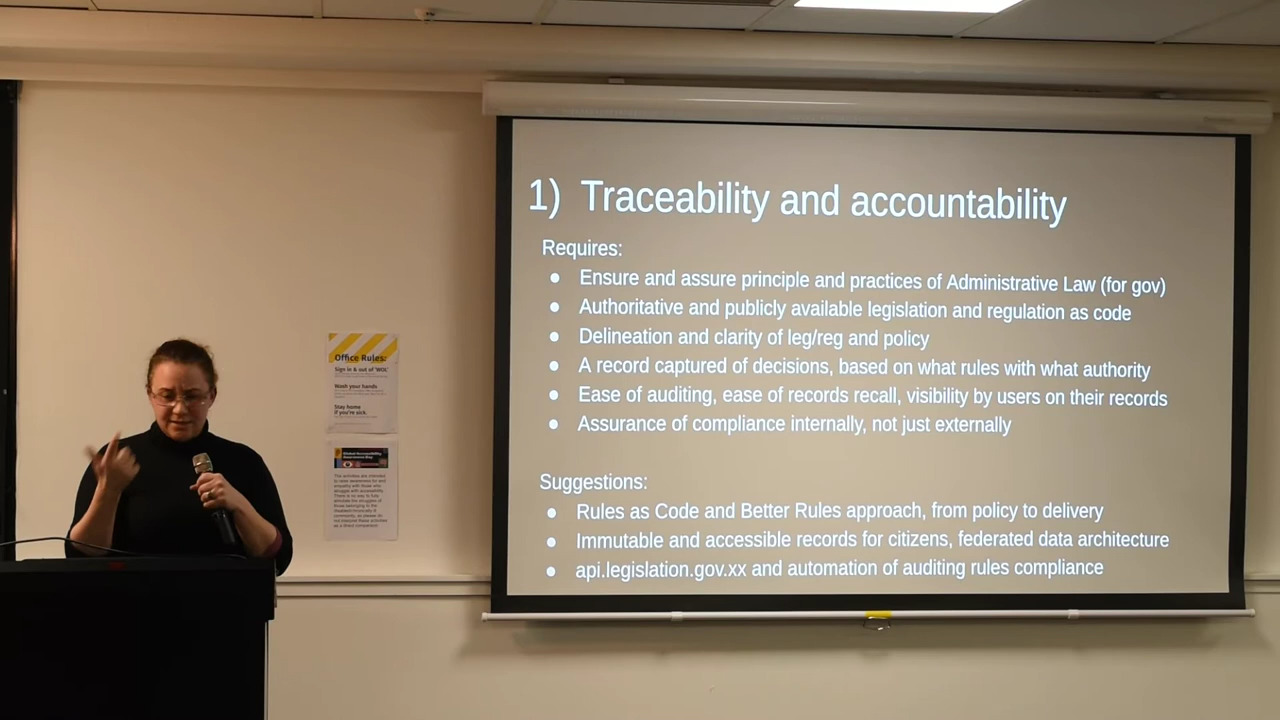 1) Traceability and accountability
Requires:
● Ensure and assure principle and practices of Administrative Law (for gov)
● Authoritative and publicly available legislation and regulation as code
● Delineation and clarity of leg/reg and policy
● A record captured of decisions, based on what rules with what authority
● Ease of auditing, ease of records recall, visibility by users on their records
● Assurance of compliance internally, not just externally
Suggestions:
● Rules as Code and Better Rules approach, from policy to delivery
● Immutable and accessible records for citizens, federated data architecture
● api.legislation.gov.xx and automation of auditing rules compliance
Office Rules:
Sign in & out of 'WOL'
Wash your hands
Stay home
if you're sick.
Global Accessibility
Awareness Day